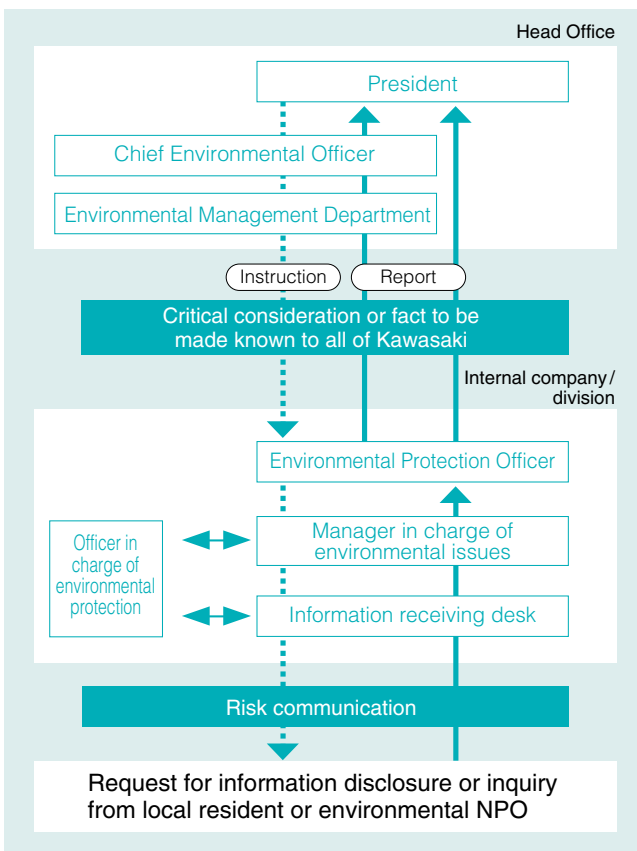 Head Office
President
Chief Environmental Officer
Environmental Management Department
Instruction
Report
Critical consideration or fact to be
made known to all of Kawasaki
Internal company/
division
Environmental Protection Officer
Manager in charge of
environmental issues
Officer in
charge of
environmental
protection
Information receiving desk
Risk communication
Request for information disclosure or inquiry
from local resident or environmental NPO